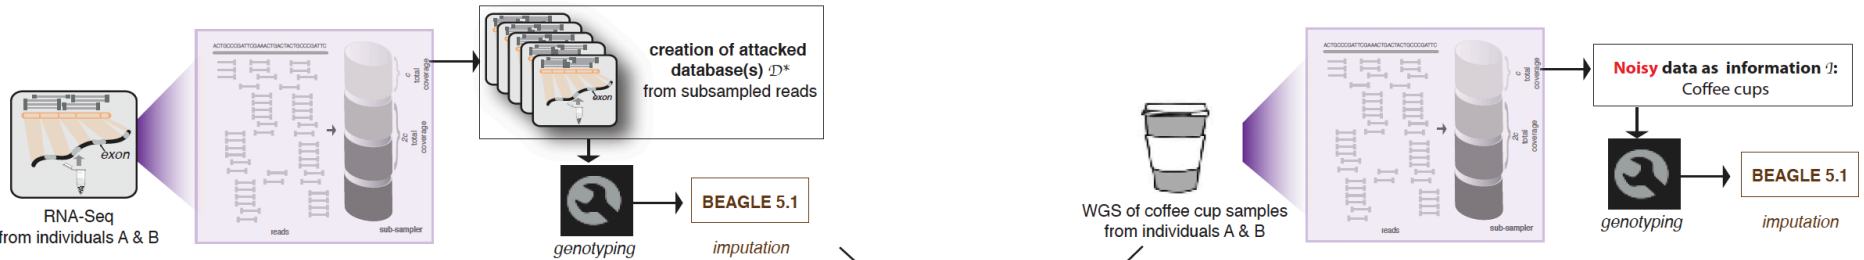 ACTGCCCGATTCGAAACTGACTACTGCCCGATTC
c
total
coverage
2c
total
coverage
reads
sub-sampler
exon
RNA-Seq
from individuals A & B
exon
creation of attacked
database(s) 𝒟*
from subsampled reads
genotyping
BEAGLE 5.1
imputation
WGS of coffee cup samples
from individuals A & B
ACTGCCCGATTCGAAACTGACTACTGCCCGATTC
c
total
coverage
2c
total
coverage
reads
sub-sampler
Noisy data as information ℐ:
Coffee cups
genotyping
BEAGLE 5.1
imputation